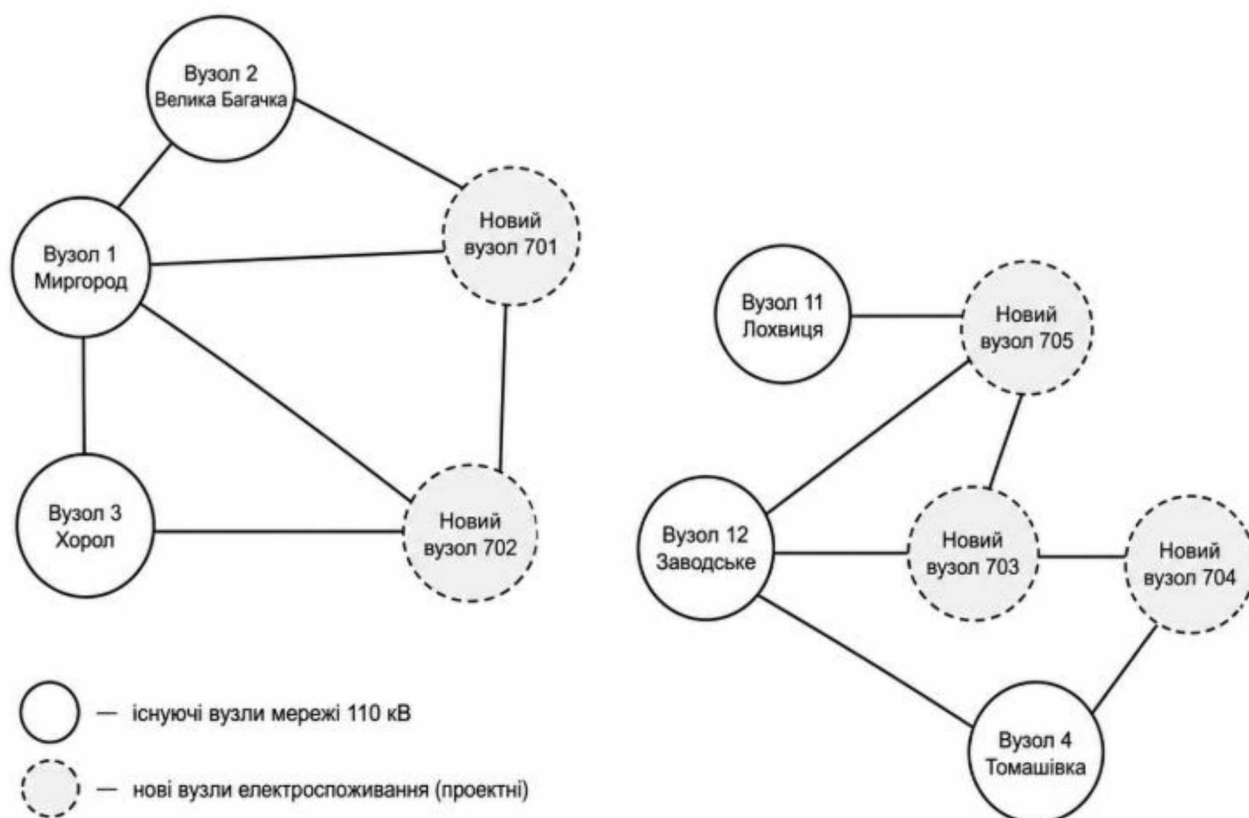 Вузол 2
Велика Багачка
Новий
вузол 701
Вузол 1
Миргород
Вузол 11
Лохвиця
Новий
вузол 705
Вузол 3
Хорол
Новий
вузол 702
Вузол 12
Заводське
Новий
вузол 703
Новий
вузол 704
Вузол 4
Томашівка
— існуючі вузли мережі 110 кВ
— нові вузли електроспоживання (проектні)